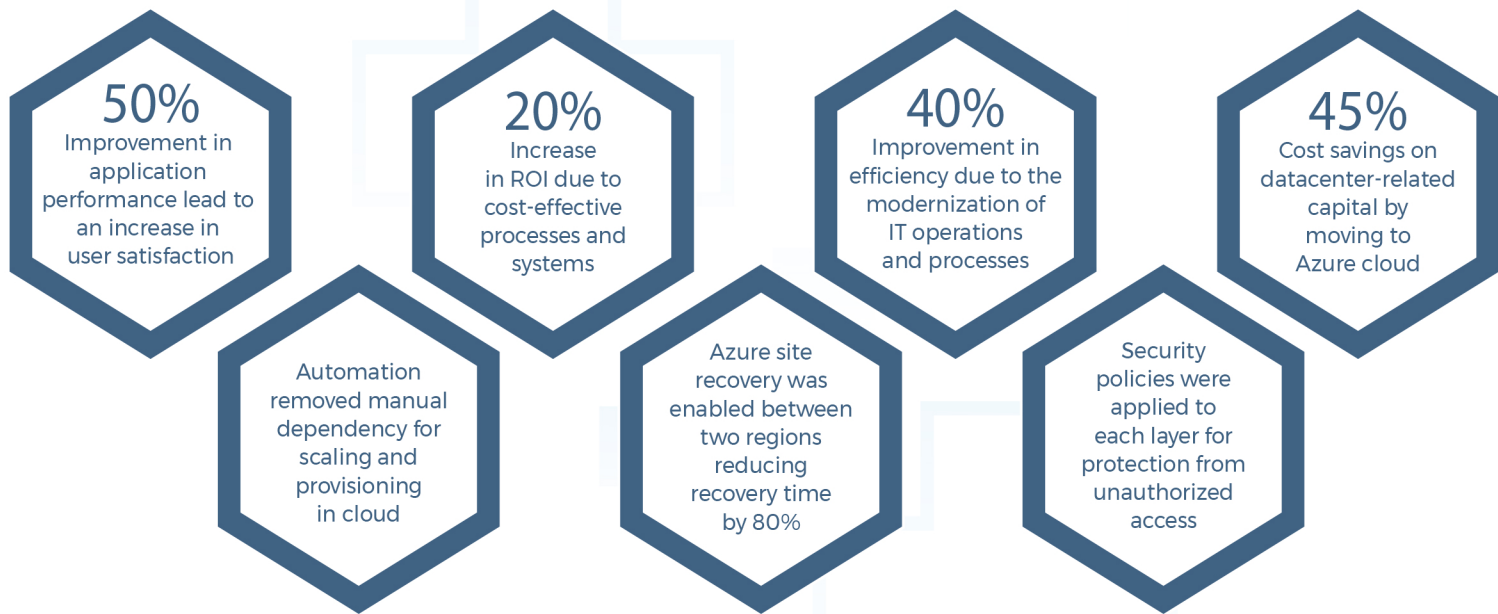 50%
Improvement in
application
performance lead to
an increase in
user satisfaction
20%
Increase
in ROI due to
cost-effective
processes and
systems
40%
Improvement in
efficiency due to the
modernization of
IT operations
and processes
45%
Cost savings on
datacenter-related
capital by
moving to
Azure cloud
Automation
removed manual
dependency for
scaling and
provisioning
in cloud
Azure site
recovery was
enabled between
two regions
reducing
recovery time
by 80%
Security
policies were
applied to
each layer for
protection from
unauthorized
access